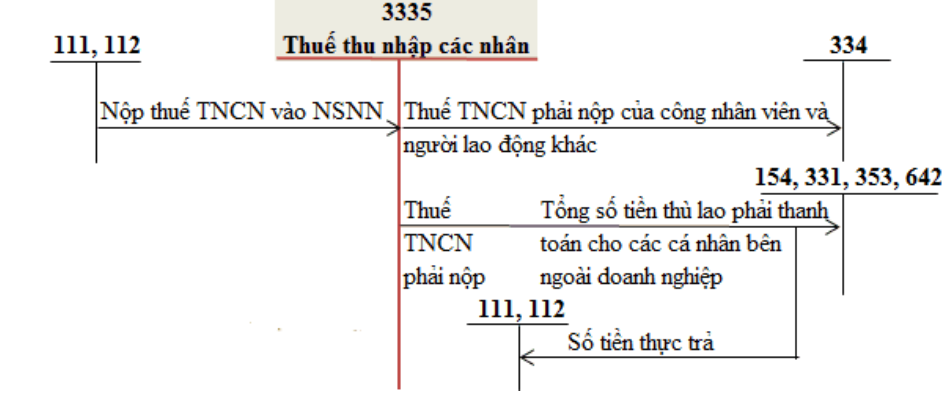 3335
Thuế thu nhập các nhân
111, 112
334
Nộp thuế TNCN vào NSNN
Thuế TNCN phải nộp của công nhân viên và
người lao động khác
154, 331, 353, 642
Thuế
TNCN
phải nộp
Tổng số tiền thù lao phải thanh
toán cho các cá nhân bên
ngoài doanh nghiệp
111, 112
Số tiền thực trả